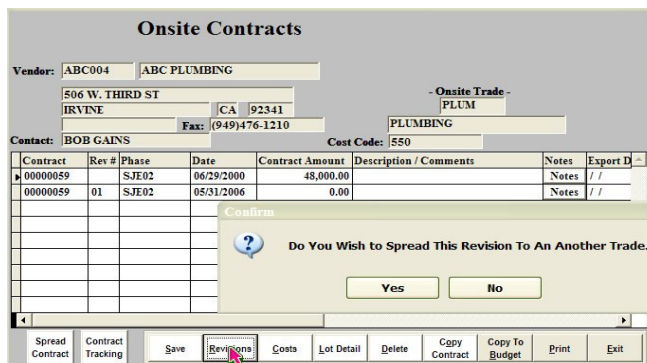 Onsite Contracts
Vendor: ABC004 ABC PLUMBING
506 W. THIRD ST
- Onsite Trade -
IRVINE CA 92341
PLUM
Fax: (949)476-1210
PLUMBING
Contact: BOB GAINS
Cost Code: 550
Contract Rev # Phase Date Contract Amount Description / Comments Notes Export D
00000059 SJE02 06/29/2000 48,000.00 Notes / /
00000059 01 SJE02 05/31/2006 0.00 Notes / /
Confirm
Do You Wish to Spread This Revision To An Another Trade.
Yes No
Spread Contract
Contract Tracking
Save
Revisions
Costs
Lot Detail
Delete
Copy Contract
Copy To Budget
Print
Exit